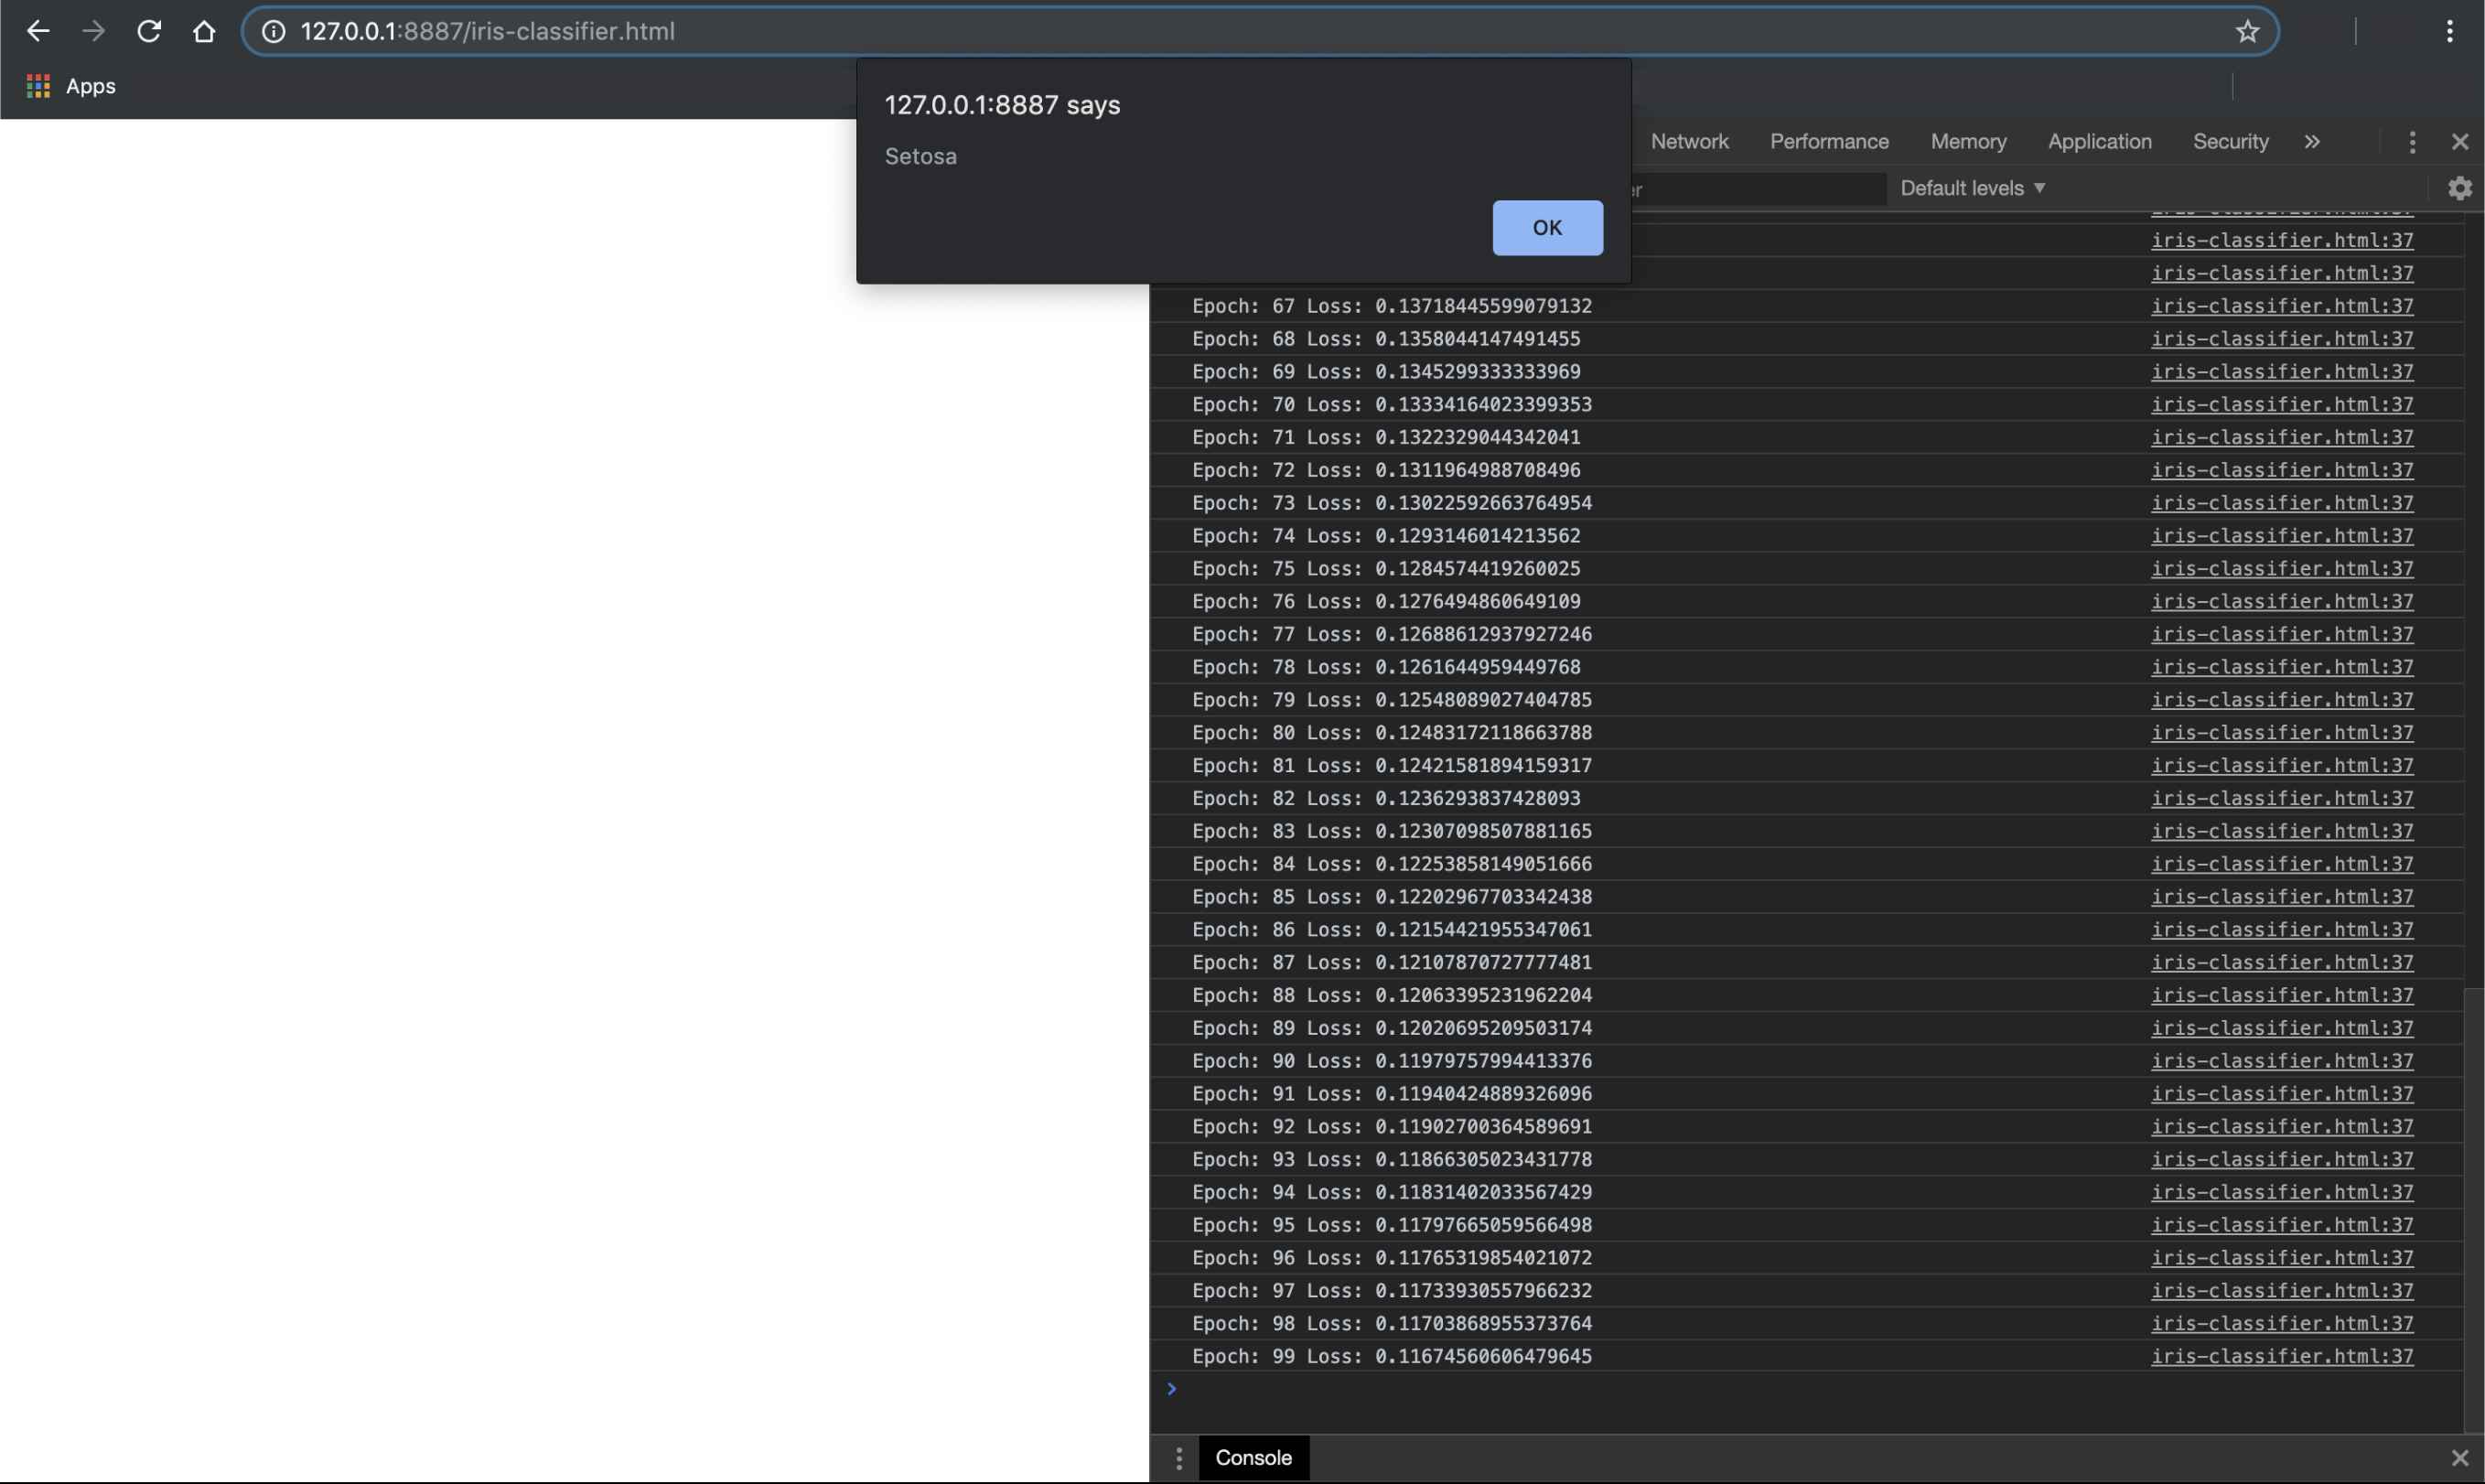 127.0.0.1:8887/iris-classifier.html
Apps
127.0.0.1:8887 says
Setosa
OK
Network Performance Memory Application Security »
Default levels ▼
iris-classifier.html:37
iris-classifier.html:37
iris-classifier.html:37
Epoch: 67 Loss: 0.13718445599079132 iris-classifier.html:37
Epoch: 68 Loss: 0.1358044147491455 iris-classifier.html:37
Epoch: 69 Loss: 0.1345299333333969 iris-classifier.html:37
Epoch: 70 Loss: 0.13334164023399353 iris-classifier.html:37
Epoch: 71 Loss: 0.1322329044342041 iris-classifier.html:37
Epoch: 72 Loss: 0.1311964988708496 iris-classifier.html:37
Epoch: 73 Loss: 0.13022592663764954 iris-classifier.html:37
Epoch: 74 Loss: 0.1293146014213562 iris-classifier.html:37
Epoch: 75 Loss: 0.1284574419260025 iris-classifier.html:37
Epoch: 76 Loss: 0.1276494860649109 iris-classifier.html:37
Epoch: 77 Loss: 0.12688612937927246 iris-classifier.html:37
Epoch: 78 Loss: 0.1261644959449768 iris-classifier.html:37
Epoch: 79 Loss: 0.12548089027404785 iris-classifier.html:37
Epoch: 80 Loss: 0.12483172118663788 iris-classifier.html:37
Epoch: 81 Loss: 0.12421581894159317 iris-classifier.html:37
Epoch: 82 Loss: 0.1236293837428093 iris-classifier.html:37
Epoch: 83 Loss: 0.12307098507881165 iris-classifier.html:37
Epoch: 84 Loss: 0.12253858149051666 iris-classifier.html:37
Epoch: 85 Loss: 0.12202967703342438 iris-classifier.html:37
Epoch: 86 Loss: 0.12154421955347061 iris-classifier.html:37
Epoch: 87 Loss: 0.12107870727777481 iris-classifier.html:37
Epoch: 88 Loss: 0.12063395231962204 iris-classifier.html:37
Epoch: 89 Loss: 0.12020695209503174 iris-classifier.html:37
Epoch: 90 Loss: 0.11979757994413376 iris-classifier.html:37
Epoch: 91 Loss: 0.11940424889326096 iris-classifier.html:37
Epoch: 92 Loss: 0.11902700364589691 iris-classifier.html:37
Epoch: 93 Loss: 0.11866305023431778 iris-classifier.html:37
Epoch: 94 Loss: 0.11831402033567429 iris-classifier.html:37
Epoch: 95 Loss: 0.11797665059566498 iris-classifier.html:37
Epoch: 96 Loss: 0.11765319854021072 iris-classifier.html:37
Epoch: 97 Loss: 0.11733930557966232 iris-classifier.html:37
Epoch: 98 Loss: 0.11703868955373764 iris-classifier.html:37
Epoch: 99 Loss: 0.11674560606479645 iris-classifier.html:37
Console